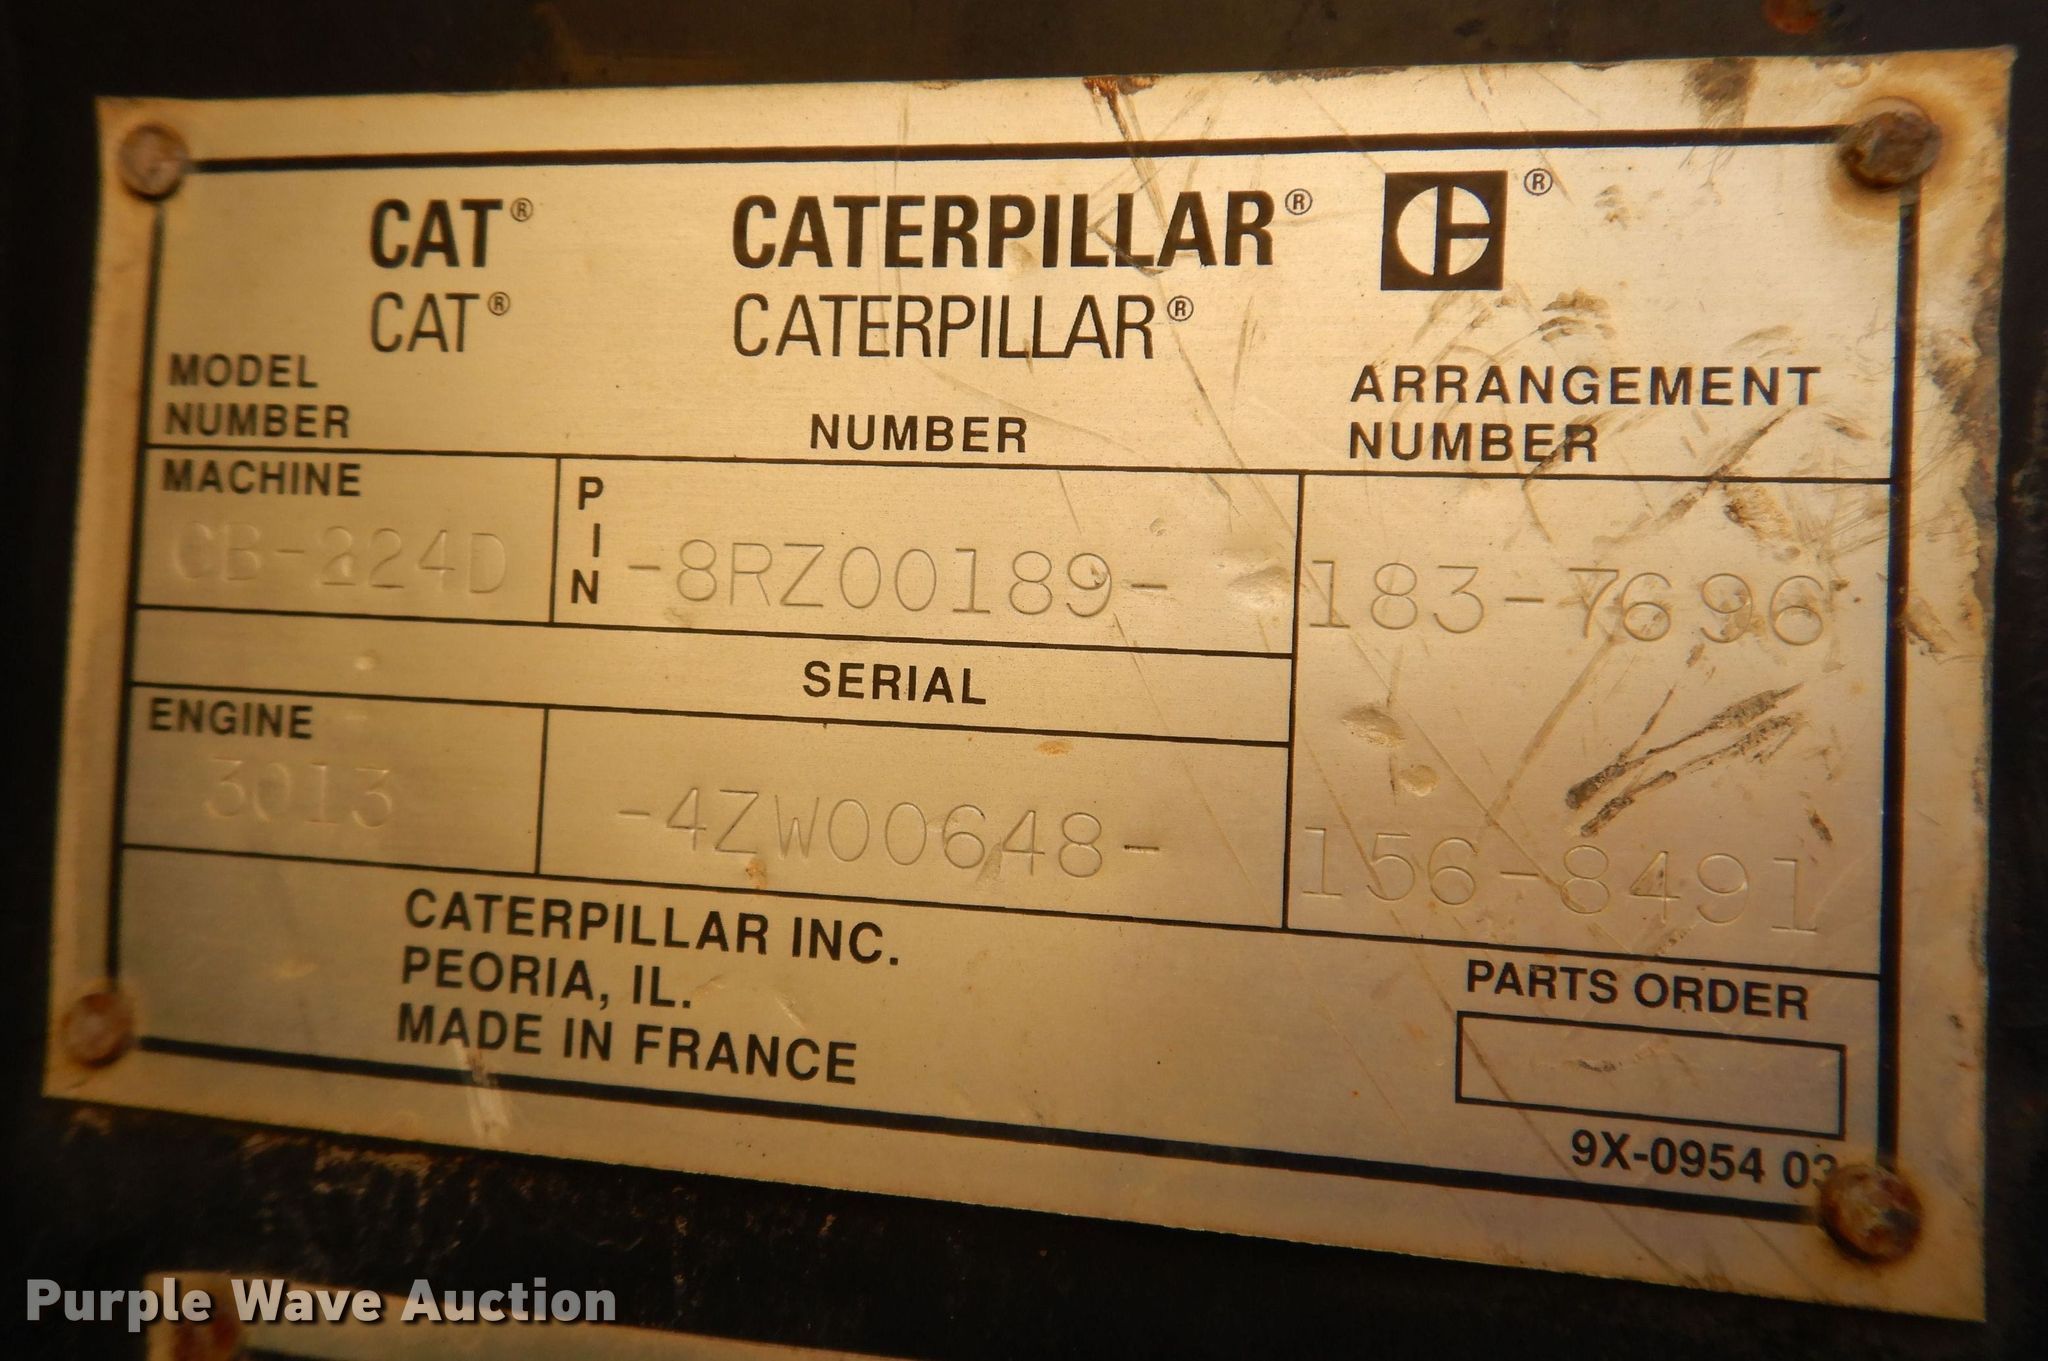 CAT® CATERPILLAR® ®
CAT® CATERPILLAR®
MODEL
NUMBER
NUMBER
ARRANGEMENT
NUMBER
MACHINE
CB-224D
PIN
-8RZ00189-
183-7696
SERIAL
ENGINE
3013
-4ZW00648-
156-8491
CATERPILLAR INC.
PEORIA, IL.
MADE IN FRANCE
PARTS ORDER
9X-0954 03
Purple Wave Auction